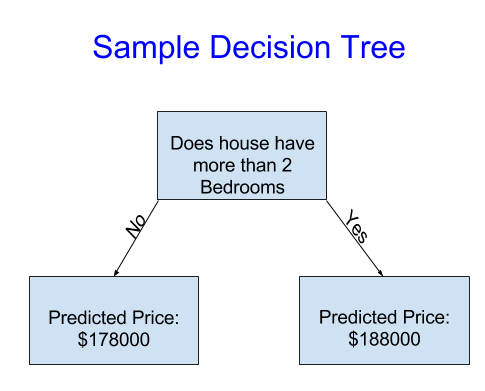 Sample Decision Tree
Does house have
more than 2
Bedrooms
No
Yes
Predicted Price:
$178000
Predicted Price:
$188000